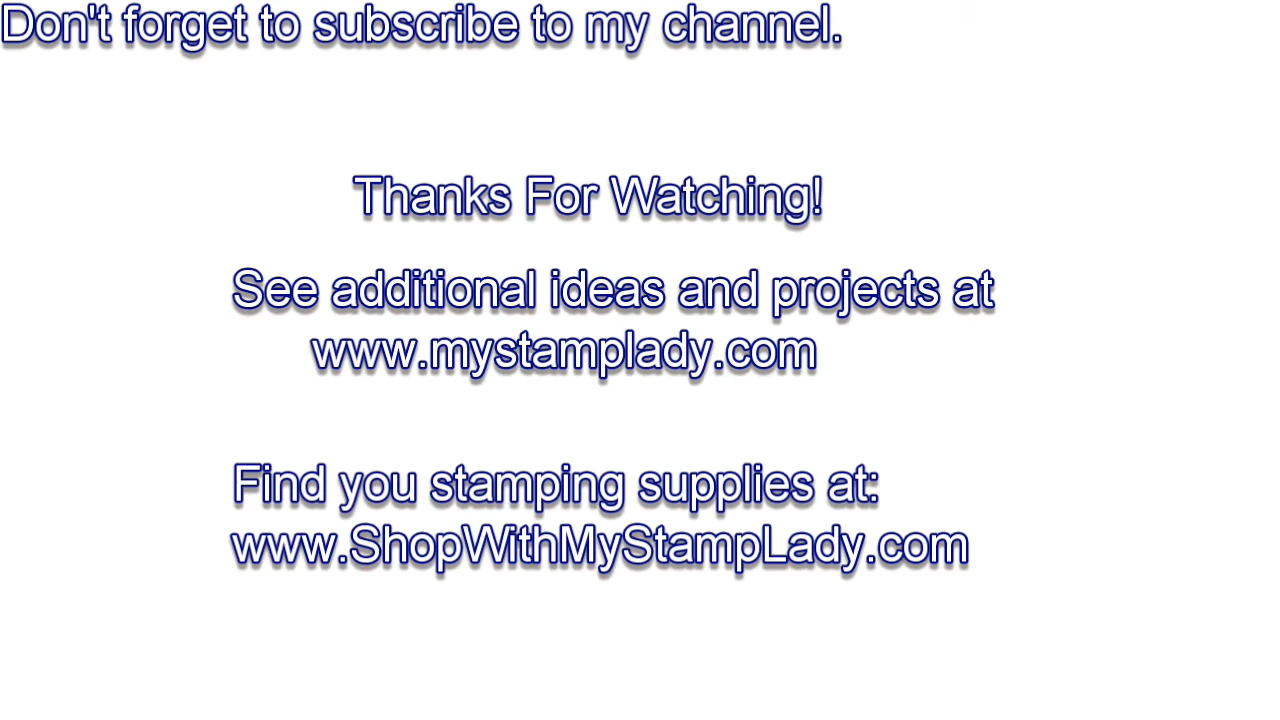 Don't forget to subscribe to my channel.
Thanks For Watching!
See additional ideas and projects at
www.mystamplady.com
Find you stamping supplies at:
www.ShopWithMyStampLady.com